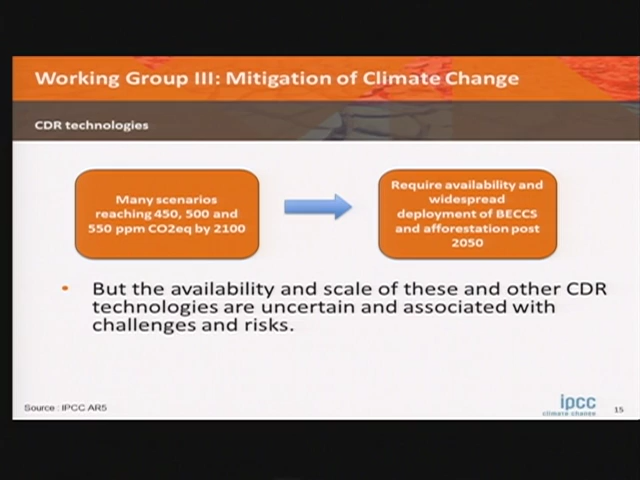 Working Group III: Mitigation of Climate Change
CDR technologies
Many scenarios
reaching 450, 500 and
550 ppm CO2eq by 2100
Require availability and
widespread
deployment of BECCS
and afforestation post
2050
• But the availability and scale of these and other CDR
technologies are uncertain and associated with
challenges and risks.
Source : IPCC AR5
ipcc
climate change
15